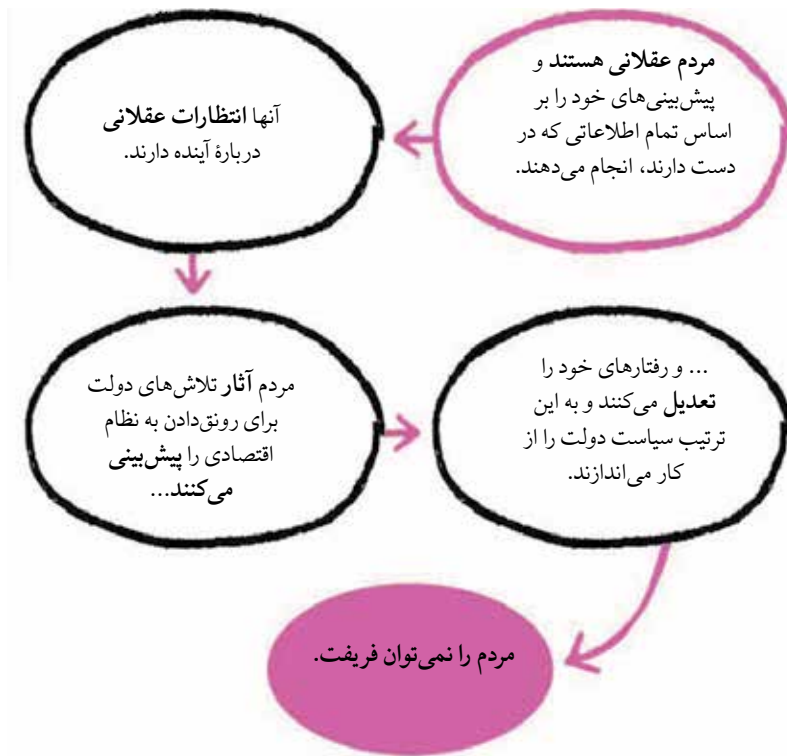 مردم عقلانی هستند و
پیش‌بینی‌های خود را بر
اساس تمام اطلاعاتی که در
دست دارند، انجام می‌دهند.
آنها انتظارات عقلانی
دربارهٔ آینده دارند.
مردم آثار تلاش‌های دولت
برای رونق‌دادن به نظام
اقتصادی را پیش‌بینی
می‌کنند...
... و رفتارهای خود را
تعدیل می‌کنند و به این
ترتیب سیاست دولت را از
کار می‌اندازند.
مردم را نمی‌توان فریفت.